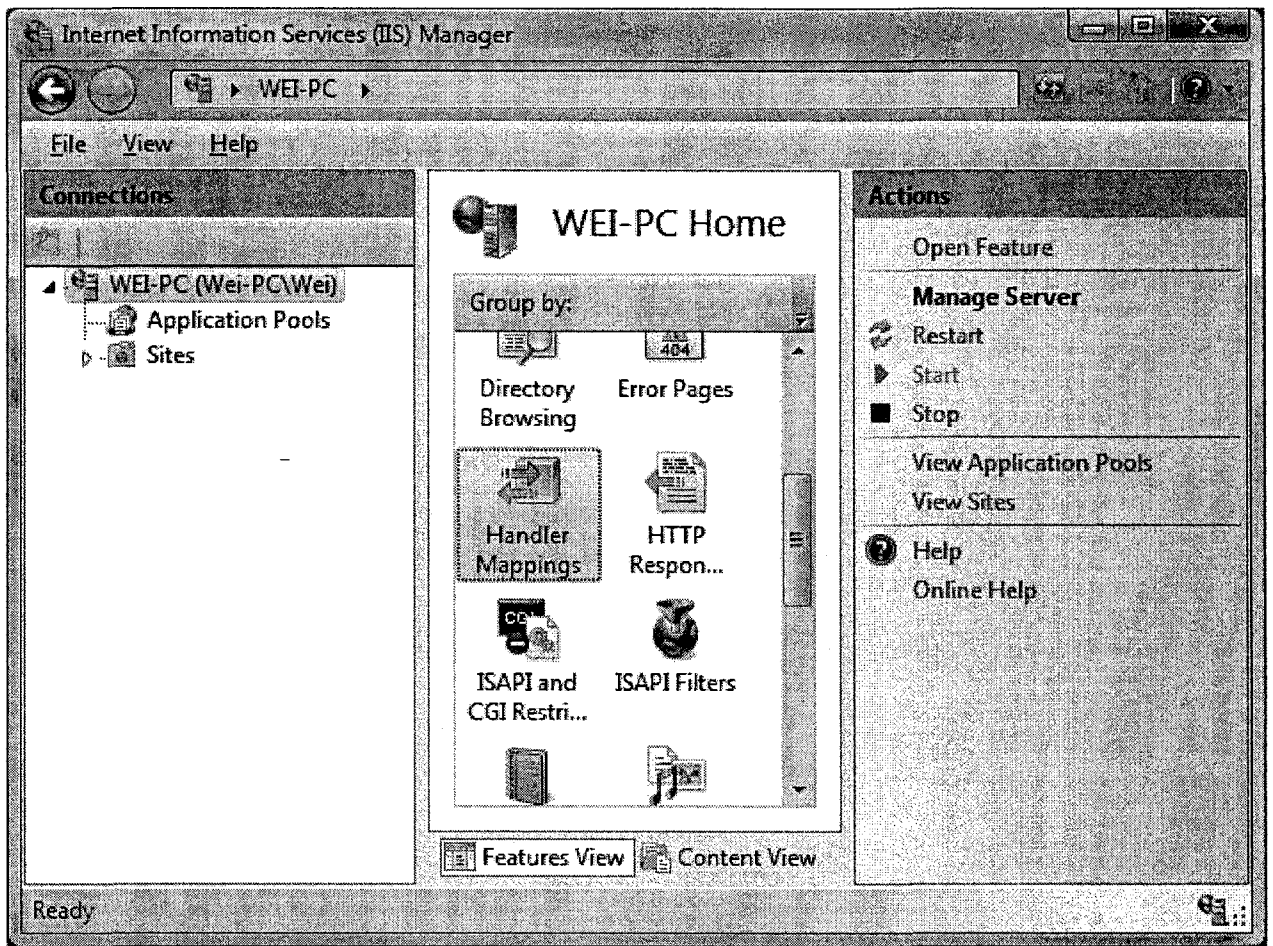 Internet Information Services (IIS) Manager
WEI-PC
File View Help
Connections
WEI-PC (Wei-PC\Wei)
Application Pools
Sites
WEI-PC Home
Group by:
404
Directory Browsing
Error Pages
Handler Mappings
HTTP Respon...
CGI
ISAPI and CGI Restri...
ISAPI Filters
Features View
Content View
Actions
Open Feature
Manage Server
Restart
Start
Stop
View Application Pools
View Sites
Help
Online Help
Ready